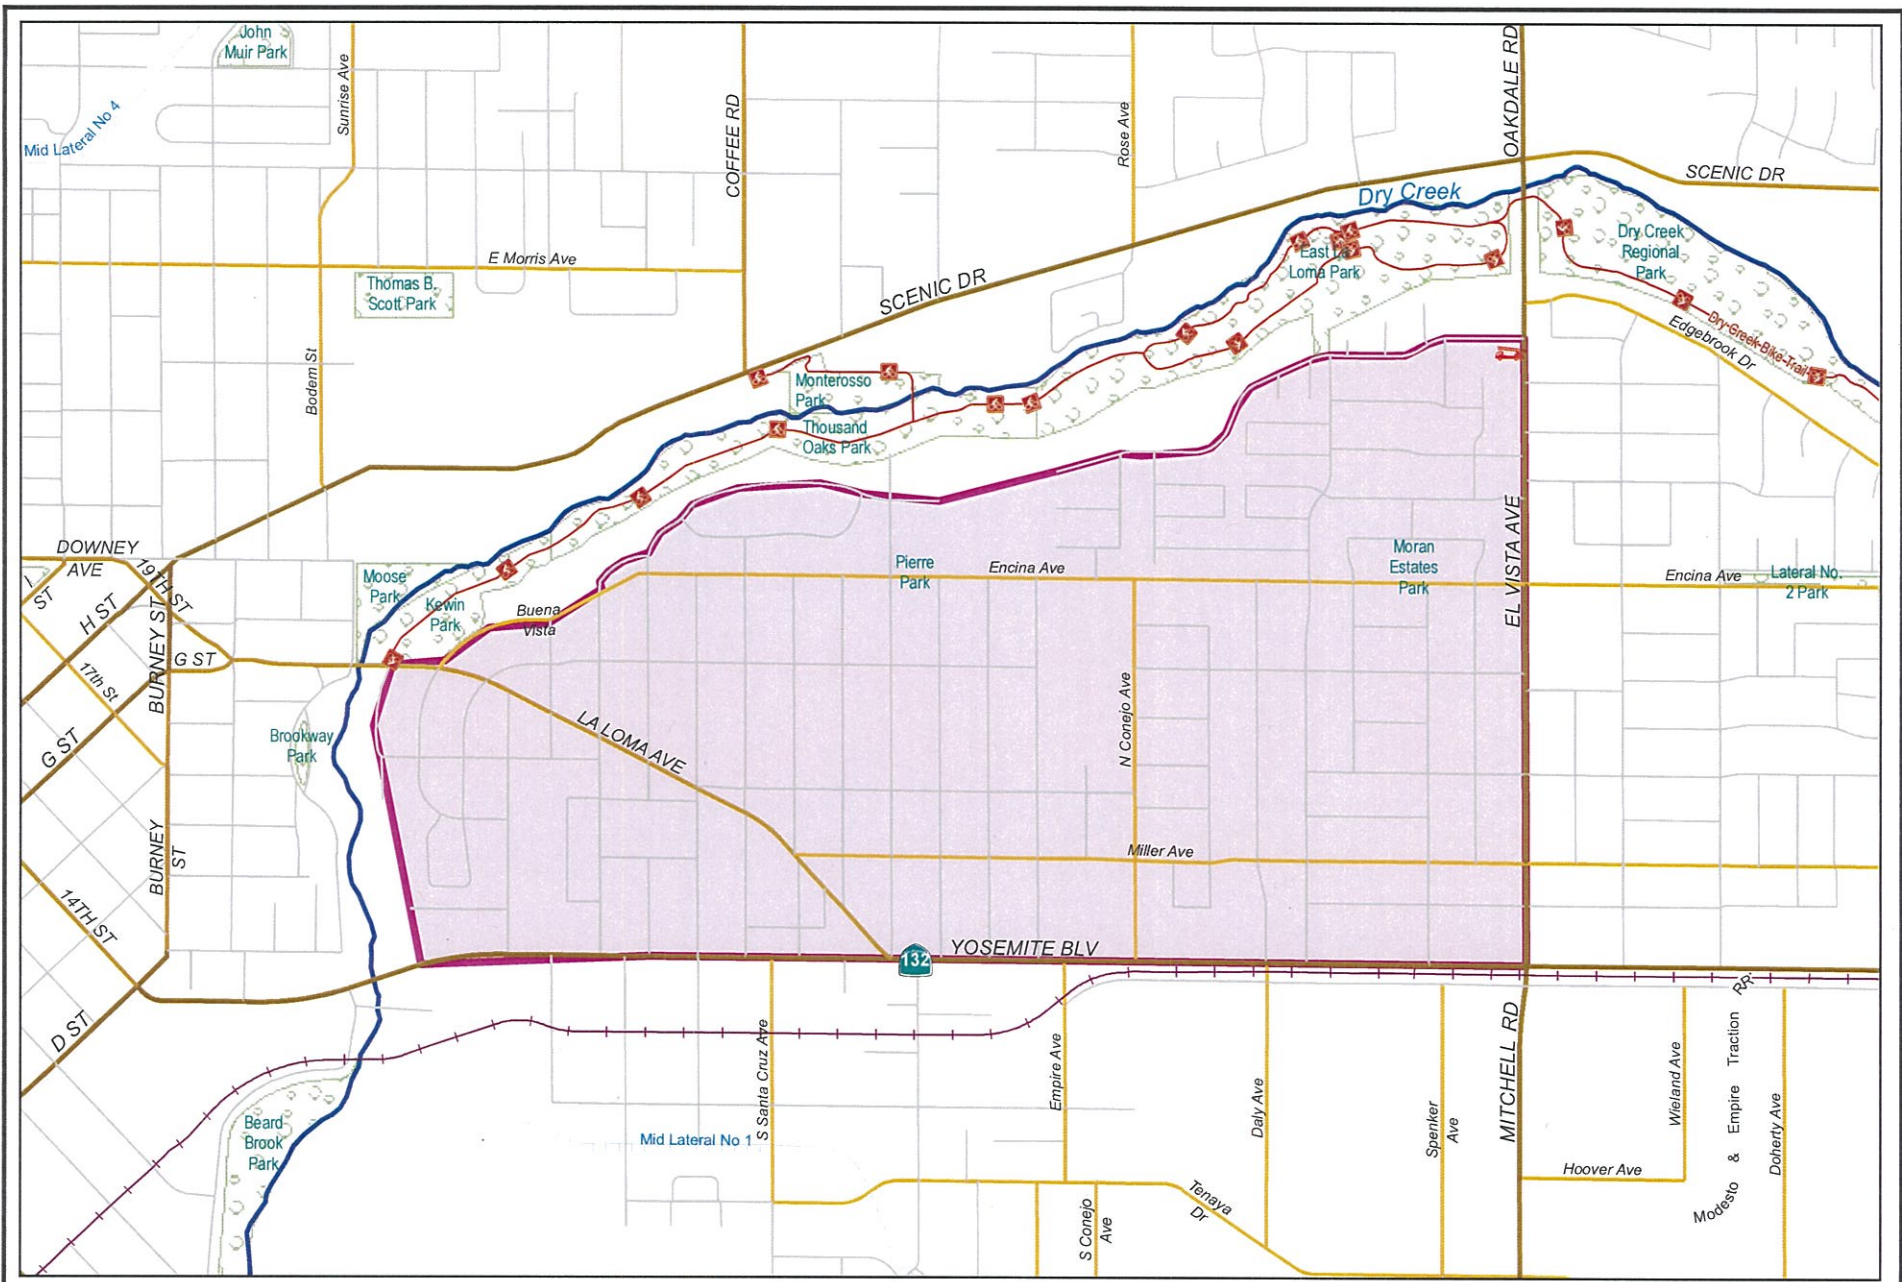 John
Muir Park
Mid Lateral No 4
Sunrise Ave
COFFEE RD
Rose Ave
OAKDALE RD
SCENIC DR
Dry Creek
E Morris Ave
Thomas B.
Scott Park
SCENIC DR
East La
Loma Park
Dry Creek
Regional
Park
Dry-Creek-Bike-Trail
Edgebrook Dr
Bodem St
Monterosso
Park
Thousand
Oaks Park
DOWNEY
AVE
19TH ST
I
ST
H ST
BURNEY ST
G ST
17th St
G ST
Moose
Park
Kewin
Park
Buena
Vista
Pierre
Park
Encina Ave
Moran
Estates
Park
EL VISTA AVE
Encina Ave
Lateral No.
2 Park
Brookway
Park
LA LOMA AVE
N Conejo Ave
Miller Ave
BURNEY
ST
14TH ST
D ST
132
YOSEMITE BLV
RR
S Santa Cruz Ave
Empire Ave
Daly Ave
Spenker
Ave
MITCHELL RD
Wieland Ave
Modesto & Empire Traction
Doherty Ave
Hoover Ave
Beard
Brook
Park
Mid Lateral No 1
Tenaya
Dr
S Conejo
Ave